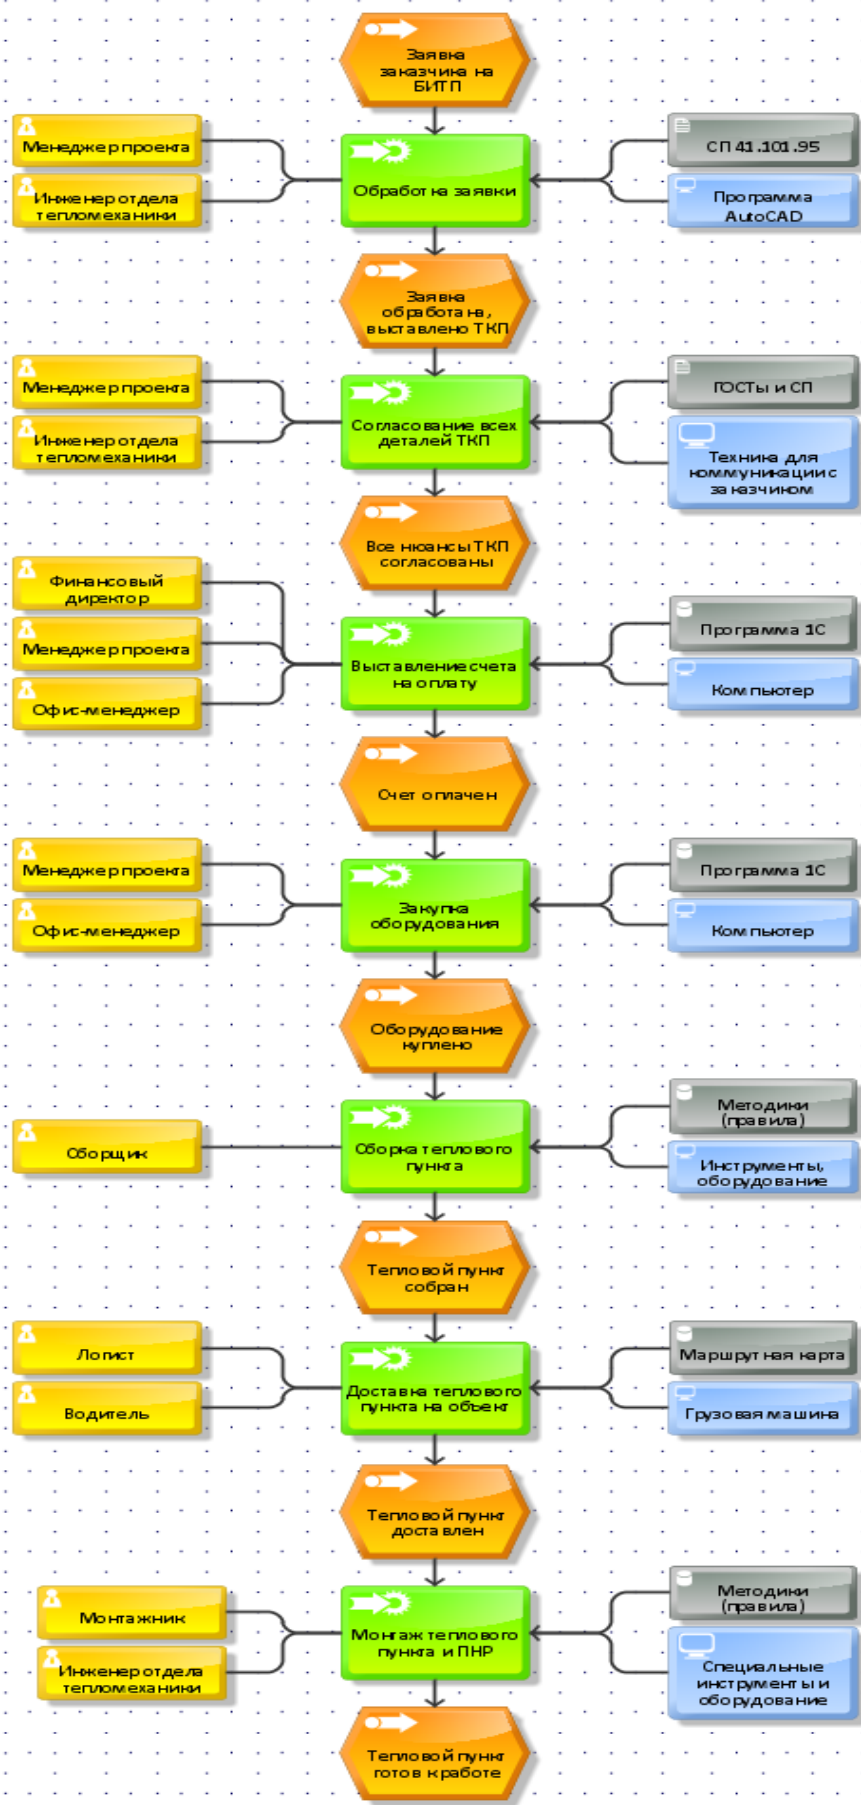 Заявка
заказчика на
БИТП
Менеджер проекта
Инженер отдела
тепломеханики
Обработка заявки
СП 41.101.95
Программа
AutoCAD
Заявка
обработана,
выставлено ТКП
Менеджер проекта
Инженер отдела
тепломеханики
Согласование всех
деталей ТКП
ГОСТы и СП
Техника для
коммуникации с
заказчиком
Все нюансы ТКП
согласованы
Финансовый
директор
Менеджер проекта
Офис-менеджер
Выставление счета
на оплату
Программа 1С
Компьютер
Счет оплачен
Менеджер проекта
Офис-менеджер
Закупка
оборудования
Программа 1С
Компьютер
Оборудование
куплено
Сборщик
Сборка теплового
пункта
Методики
(правила)
Инструменты,
оборудование
Тепловой пункт
собран
Логист
Водитель
Доставка теплового
пункта на объект
Маршрутная карта
Грузовая машина
Тепловой пункт
доставлен
Монтажник
Инженер отдела
тепломеханики
Монтаж теплового
пункта и ПНР
Методики
(правила)
Специальные
инструменты и
оборудование
Тепловой пункт
готов к работе